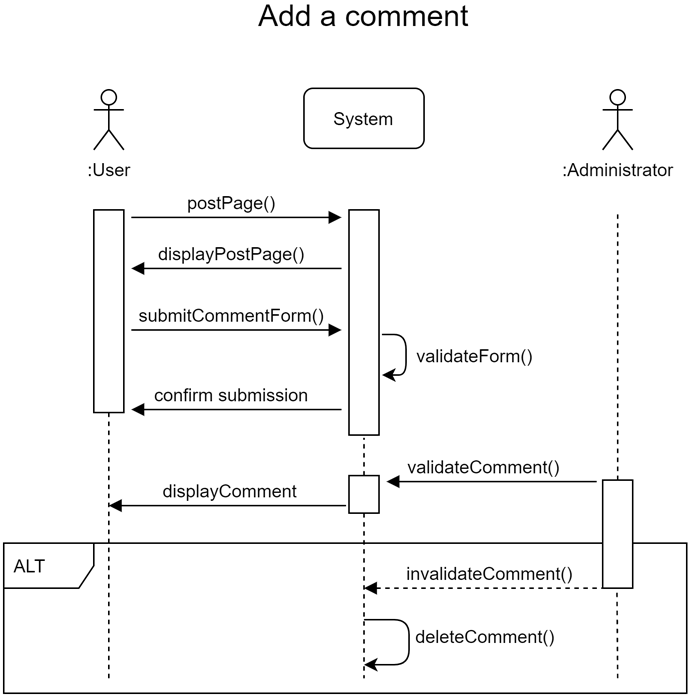 Add a comment
System
:User
:Administrator
postPage()
displayPostPage()
submitCommentForm()
validateForm()
confirm submission
validateComment()
displayComment
ALT
invalidateComment()
deleteComment()